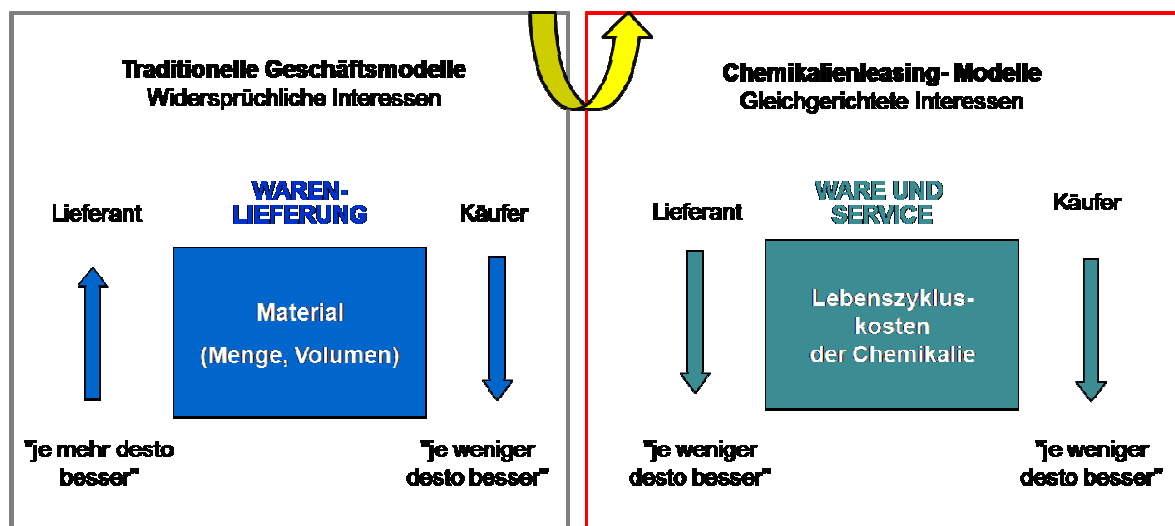 Traditionelle Geschäftsmodelle
Widersprüchliche Interessen
Lieferant
WAREN-
LIEFERUNG
Käufer
Material
(Menge, Volumen)
"je mehr desto
besser"
"je weniger
desto besser"
Chemikalienleasing- Modelle
Gleichgerichtete Interessen
Lieferant
WARE UND
SERVICE
Käufer
Lebenszyklus-
kosten
der Chemikalie
"je weniger
desto besser"
"je weniger
desto besser"